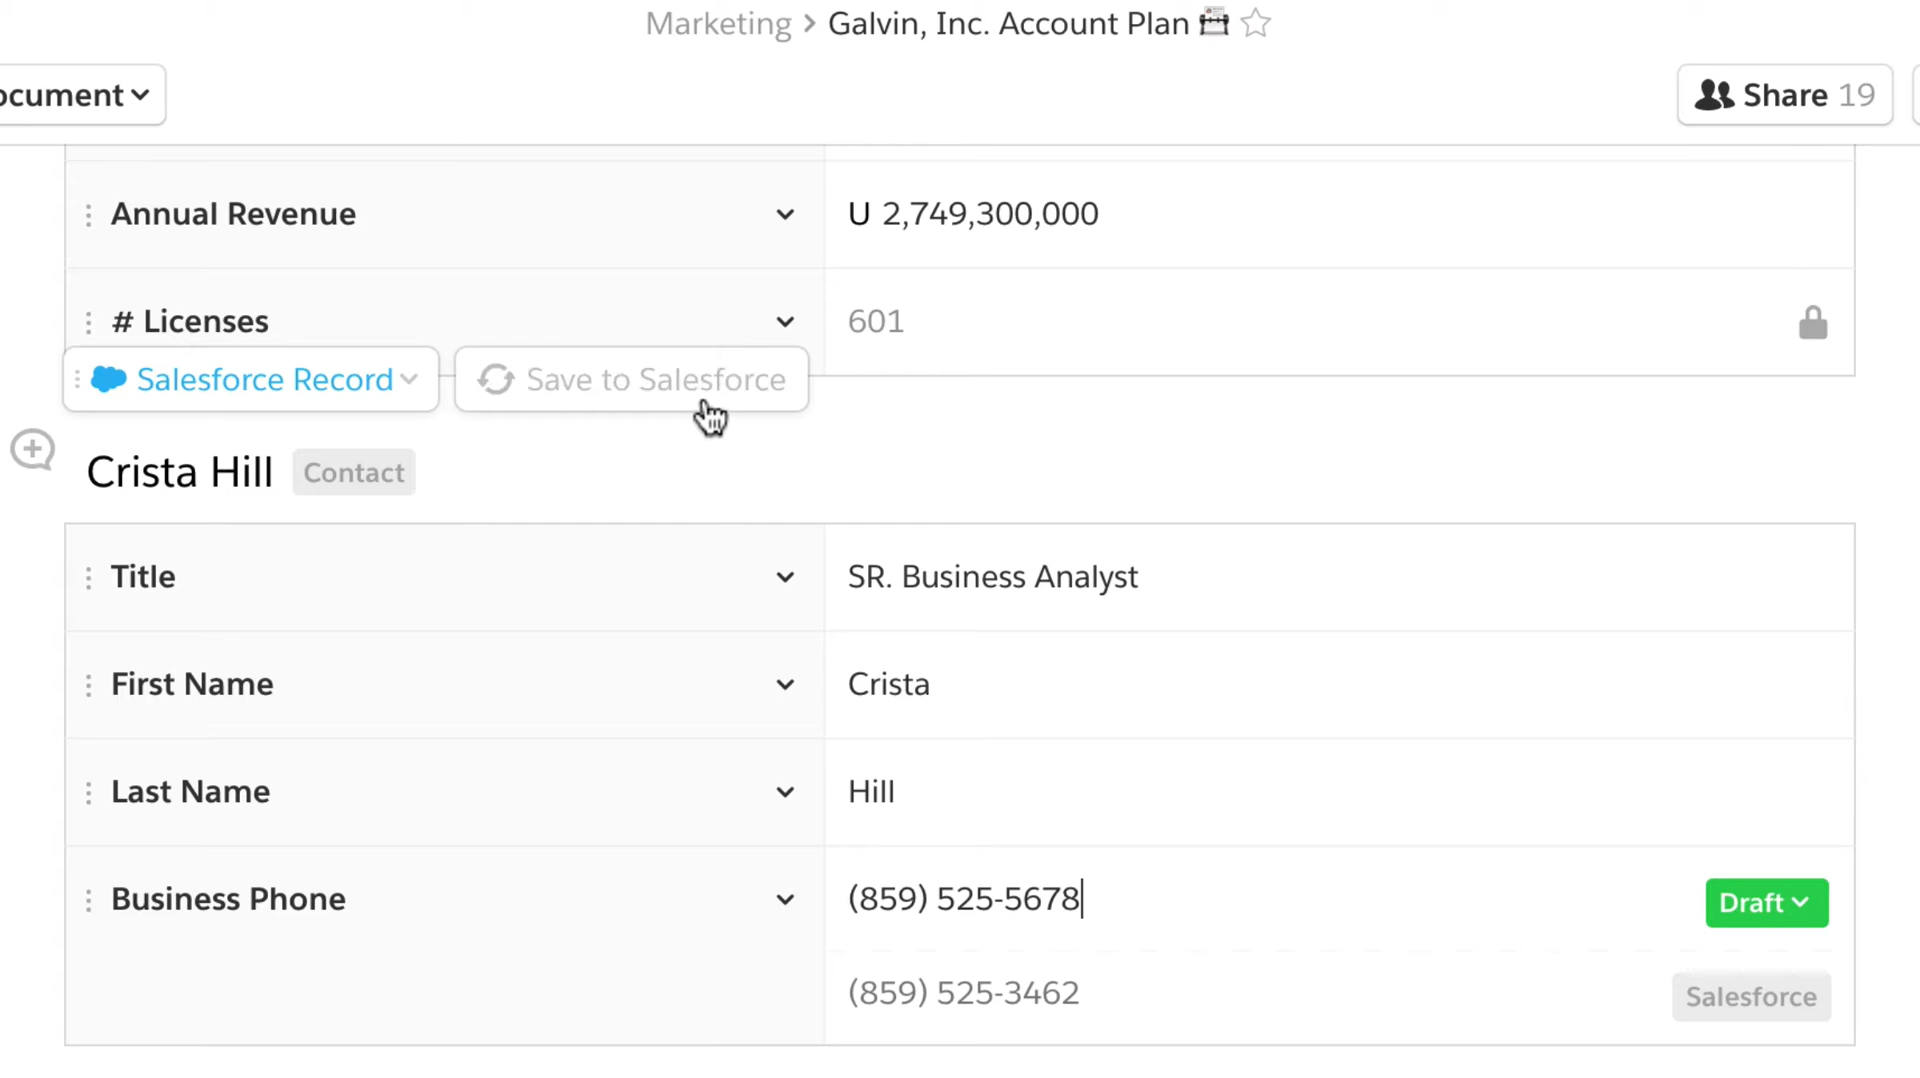 Marketing > Galvin, Inc. Account Plan
ocument
Share 19
Annual Revenue
U 2,749,300,000
# Licenses
601
Salesforce Record
Save to Salesforce
Crista Hill
Contact
Title
SR. Business Analyst
First Name
Crista
Last Name
Hill
Business Phone
(859) 525-5678
Draft
(859) 525-3462
Salesforce